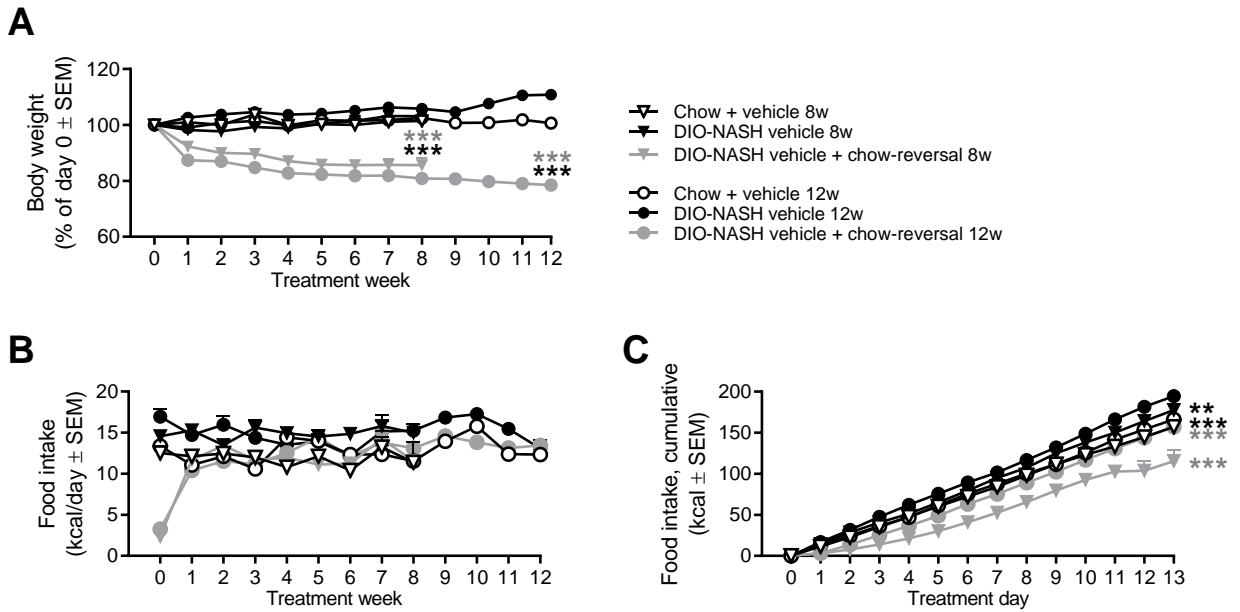 A
Body weight
(% of day 0 ± SEM)
120
100
80
60
***
***
***
***
0 1 2 3 4 5 6 7 8 9 10 11 12
Treatment week
Chow + vehicle 8w
DIO-NASH vehicle 8w
DIO-NASH vehicle + chow-reversal 8w
Chow + vehicle 12w
DIO-NASH vehicle 12w
DIO-NASH vehicle + chow-reversal 12w
B
Food intake
(kcal/day ± SEM)
20
15
10
5
0
0 1 2 3 4 5 6 7 8 9 10 11 12
Treatment week
C
Food intake, cumulative
(kcal ± SEM)
200
150
100
50
0
**
***
***
***
0 1 2 3 4 5 6 7 8 9 10 11 12 13
Treatment day